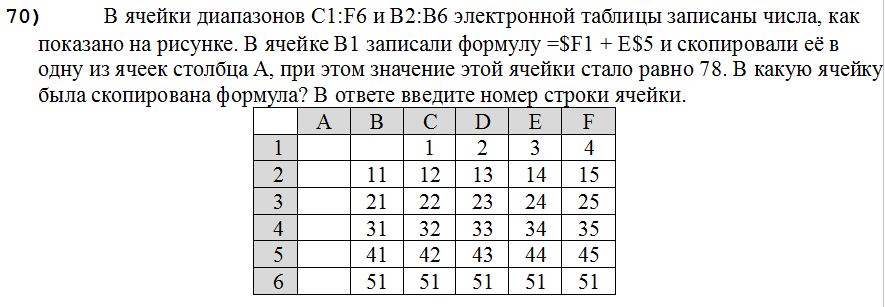 70) В ячейки диапазонов C1:F6 и B2:B6 электронной таблицы записаны числа, как
показано на рисунке. В ячейке B1 записали формулу =$F1 + E$5 и скопировали её в
одну из ячеек столбца A, при этом значение этой ячейки стало равно 78. В какую ячейку
была скопирована формула? В ответе введите номер строки ячейки.
A B C D E F
1 1 2 3 4
2 11 12 13 14 15
3 21 22 23 24 25
4 31 32 33 34 35
5 41 42 43 44 45
6 51 51 51 51 51